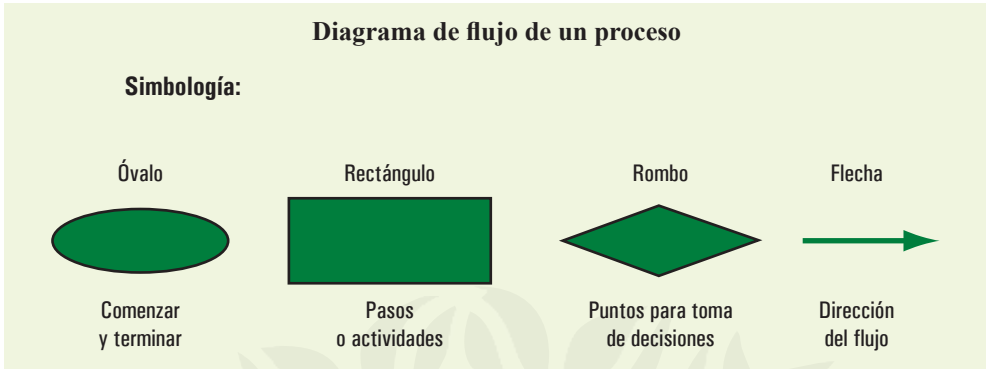 Diagrama de flujo de un proceso
Simbología:
Óvalo
Rectángulo
Rombo
Flecha
Comenzar
y terminar
Pasos
o actividades
Puntos para toma
de decisiones
Dirección
del flujo